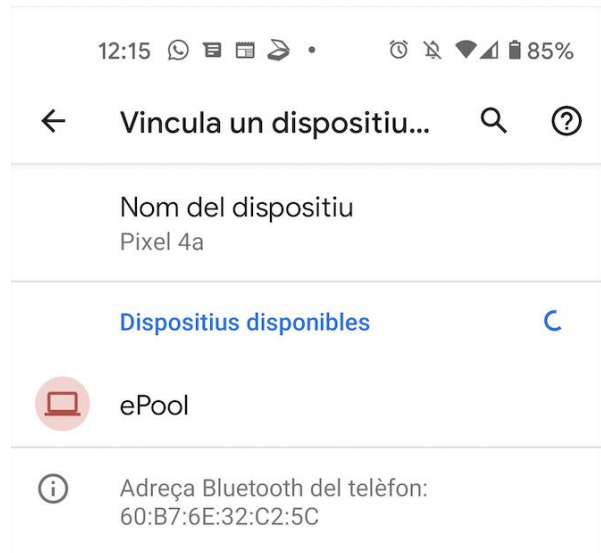 12:15 85%
Vincula un dispositiu...
Nom del dispositiu
Pixel 4a
Dispositius disponibles
ePool
Adreça Bluetooth del telèfon:
60:B7:6E:32:C2:5C